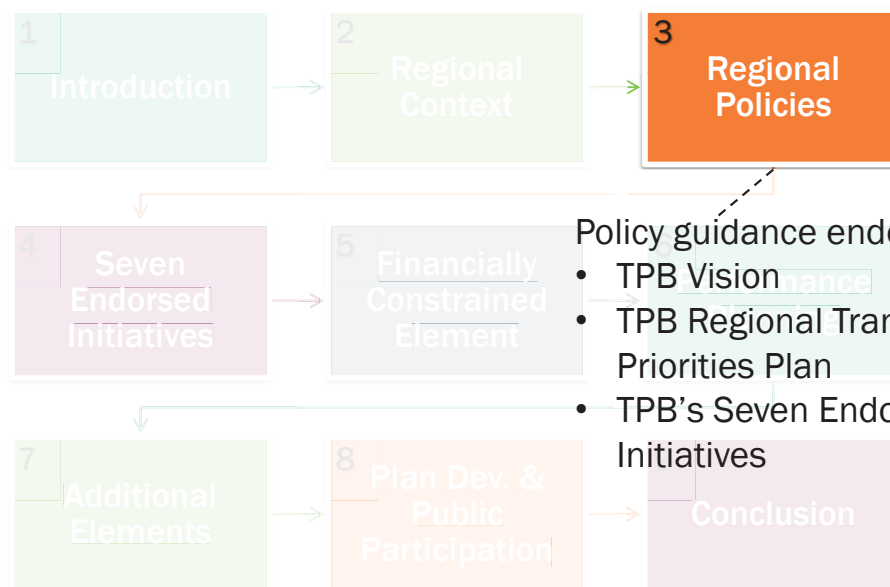 1
Introduction
2
Regional
Context
3
Regional
Policies
4
Seven
Endorsed
Initiatives
5
Financially
Constrained
Element
6
Policy guidance endo
• TPB Vision
• TPB Regional Tran
Priorities Plan
• TPB's Seven Endo
Initiatives
7
Additional
Elements
8
Plan Dev. &
Public
Participation
Conclusion